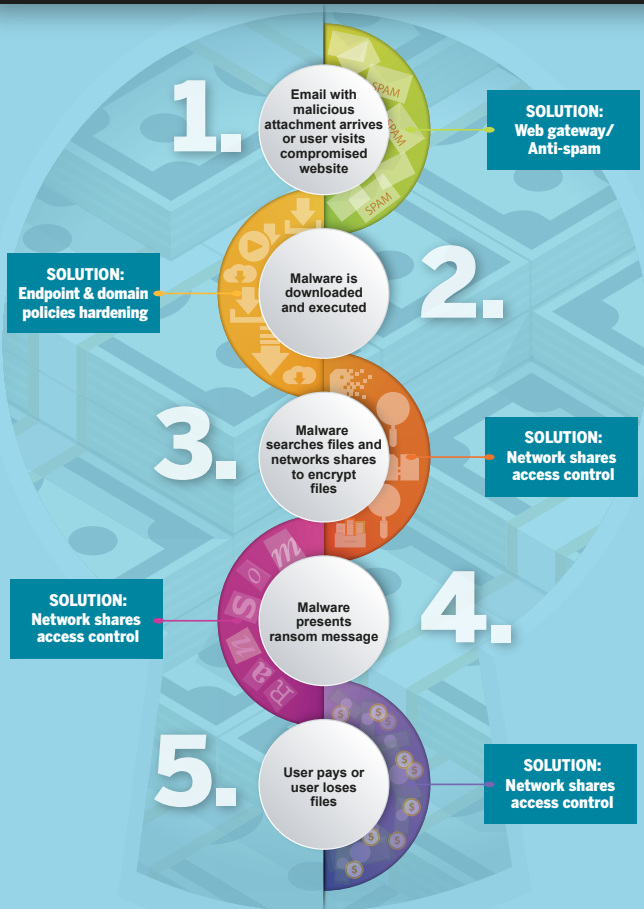 1.
Email with
malicious
attachment arrives
or user visits
compromised
website
SPAM
SPAM
SPAM
SOLUTION:
Web gateway/
Anti-spam
2.
Malware is
downloaded
and executed
SOLUTION:
Endpoint & domain
policies hardening
3.
Malware
searches files and
networks shares
to encrypt
files
SOLUTION:
Network shares
access control
4.
Malware
presents
ransom message
Ransom
SOLUTION:
Network shares
access control
5.
User pays or
user loses
files
$
$
$
$
$
$
$
$
SOLUTION:
Network shares
access control